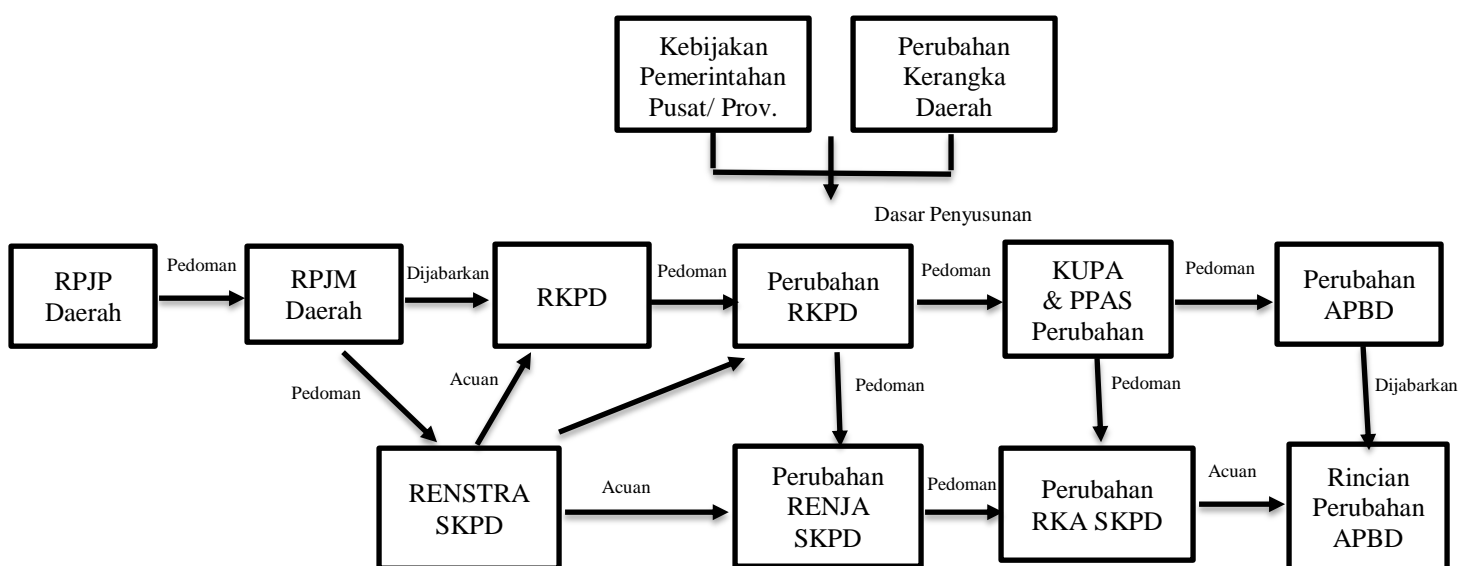 Kebijakan
Pemerintahan
Pusat/ Prov.
Perubahan
Kerangka
Daerah
Dasar Penyusunan
RPJP
Daerah
Pedoman
RPJM
Daerah
Dijabarkan
RKPD
Pedoman
Perubahan
RKPD
Pedoman
KUPA
& PPAS
Perubahan
Pedoman
Perubahan
APBD
Pedoman
Acuan
Pedoman
Pedoman
Dijabarkan
RENSTRA
SKPD
Acuan
Perubahan
RENJA
SKPD
Pedoman
Perubahan
RKA SKPD
Acuan
Rincian
Perubahan
APBD